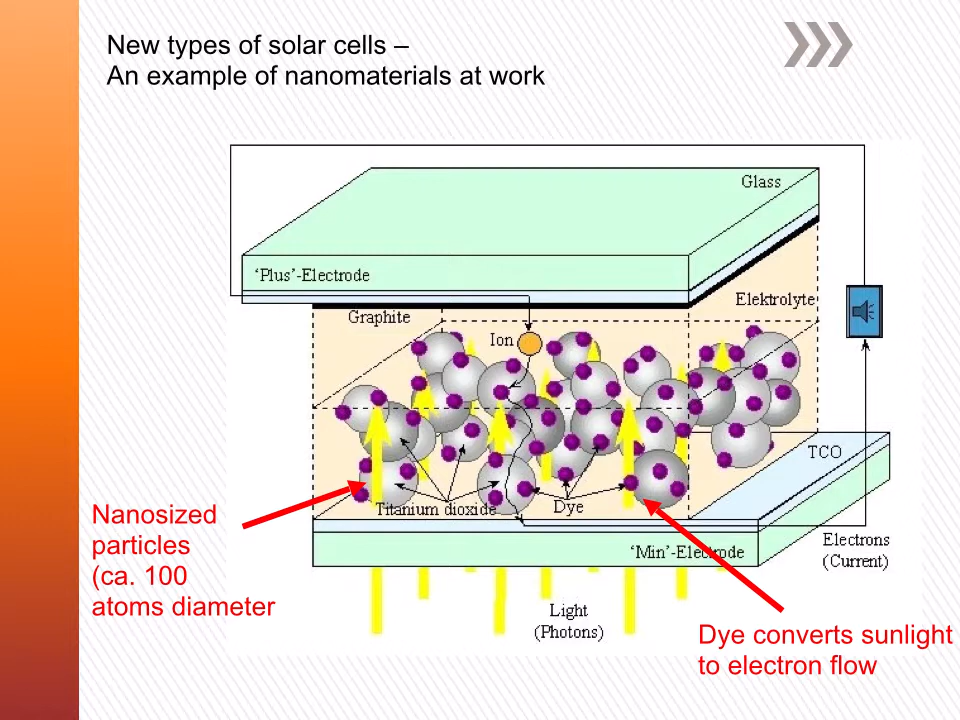 New types of solar cells –
An example of nanomaterials at work
Glass
‘Plus’-Electrode
Elektrolyte
Graphite
Ion
TCO
Titanium dioxide
Dye
Nanosized
particles
(ca. 100
atoms diameter
‘Min’-Electrode
Electrons
(Current)
Light
(Photons)
Dye converts sunlight
to electron flow